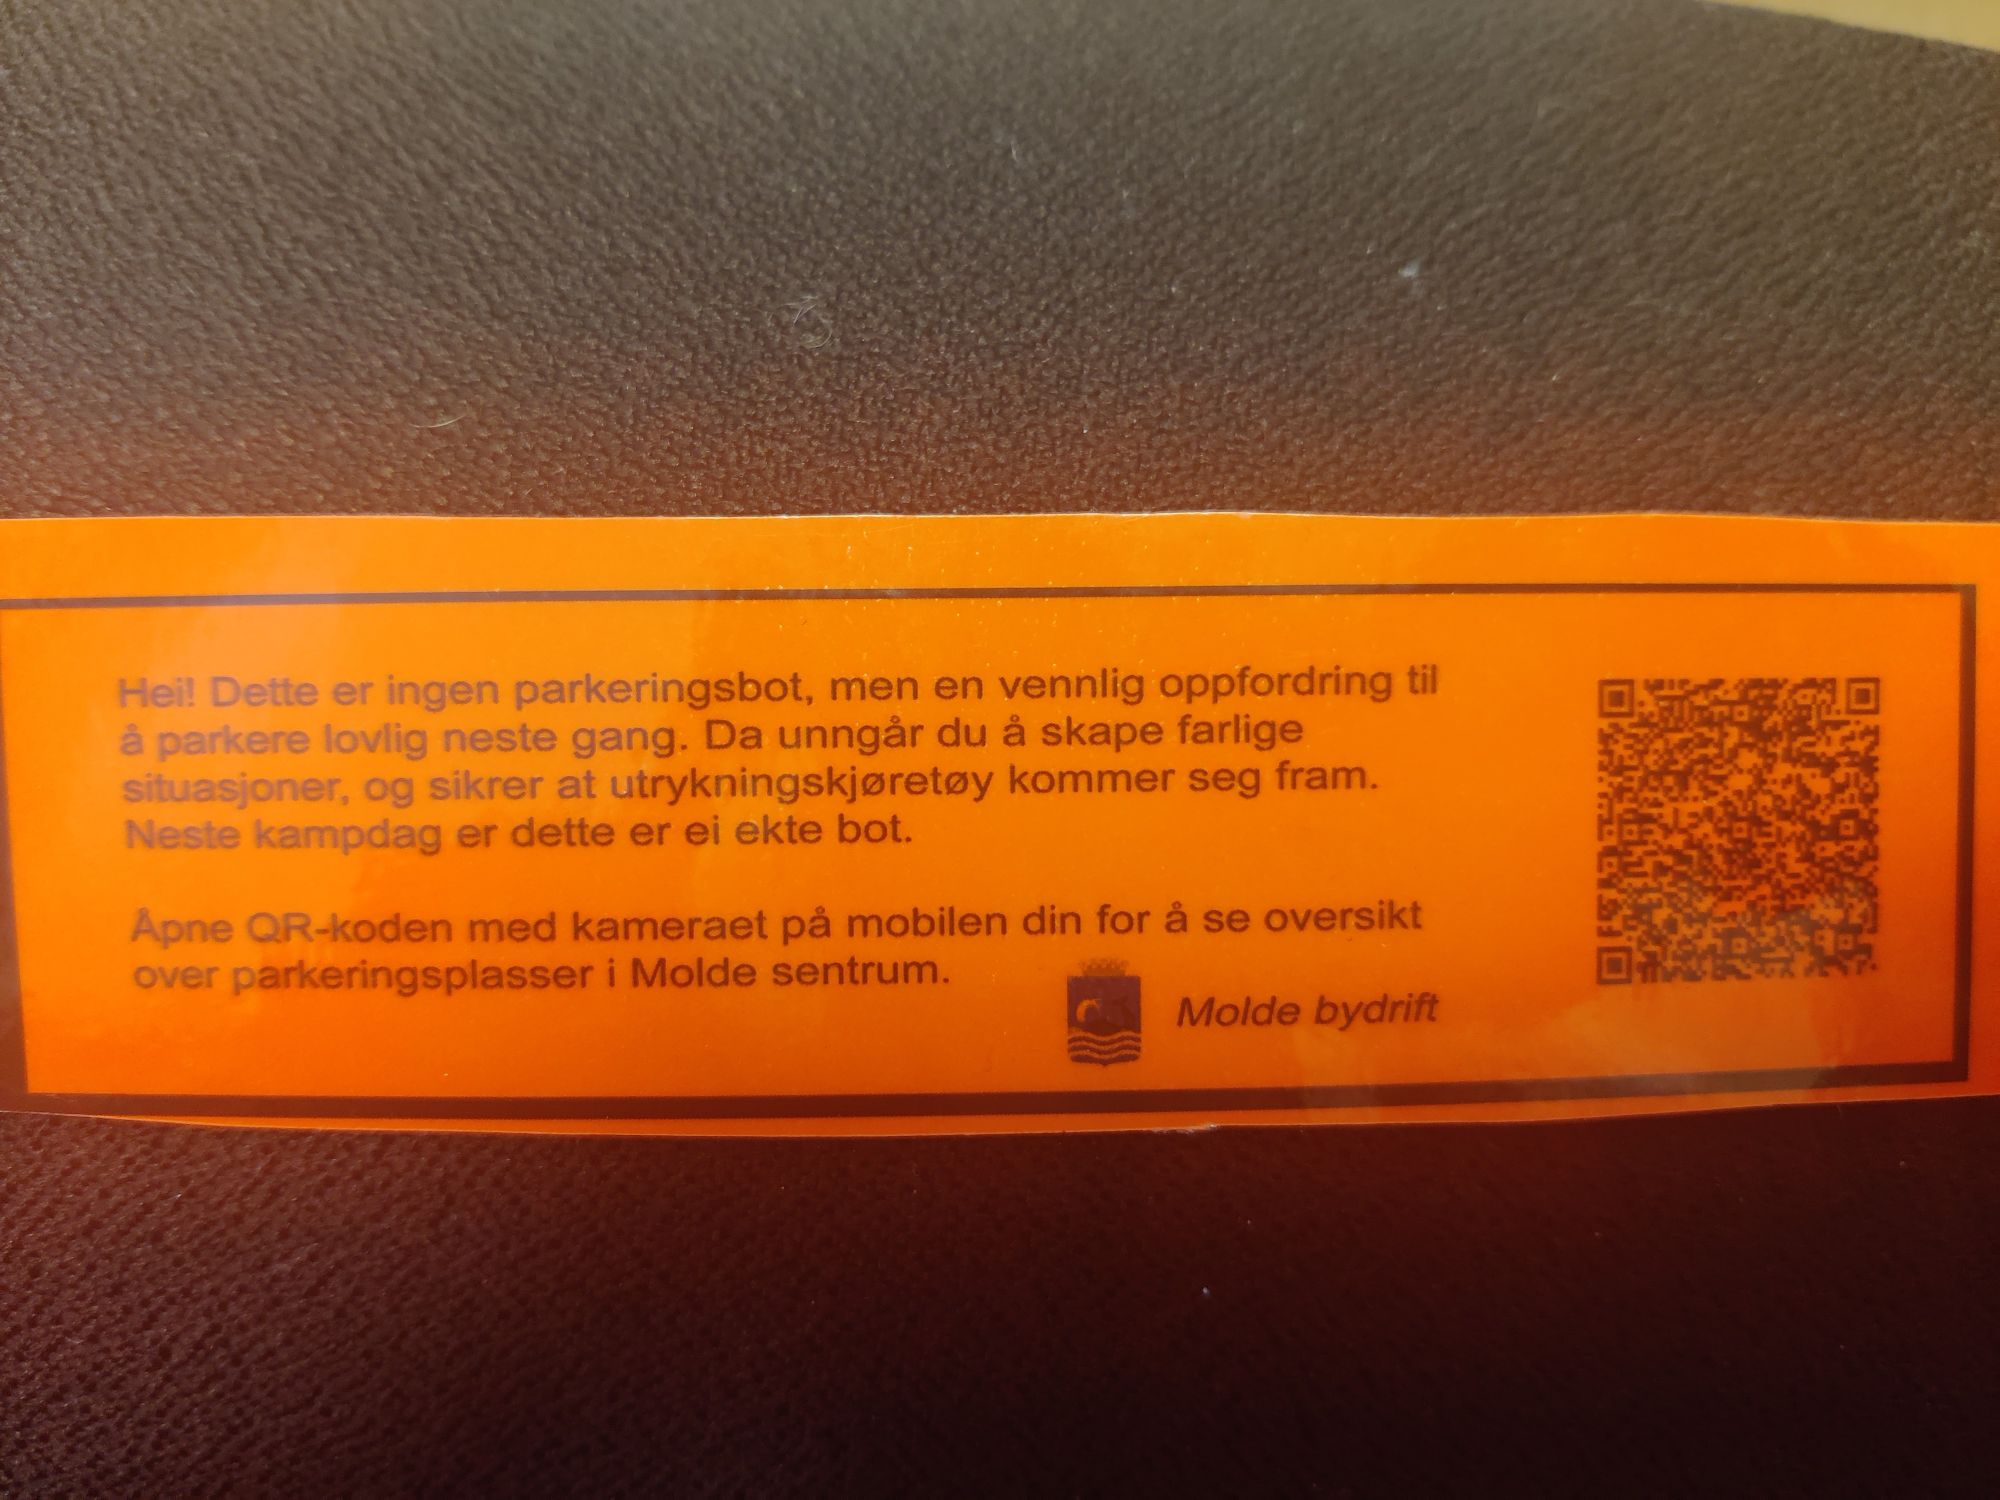 Hei! Dette er ingen parkeringsbot, men en vennlig oppfordring til
å parkere lovlig neste gang. Da unngår du å skape farlige
situasjoner, og sikrer at utrykningskjøretøy kommer seg fram.
Neste kampdag er dette er ei ekte bot.
Åpne QR-koden med kameraet på mobilen din for å se oversikt
over parkeringsplasser i Molde sentrum.
Molde bydrift